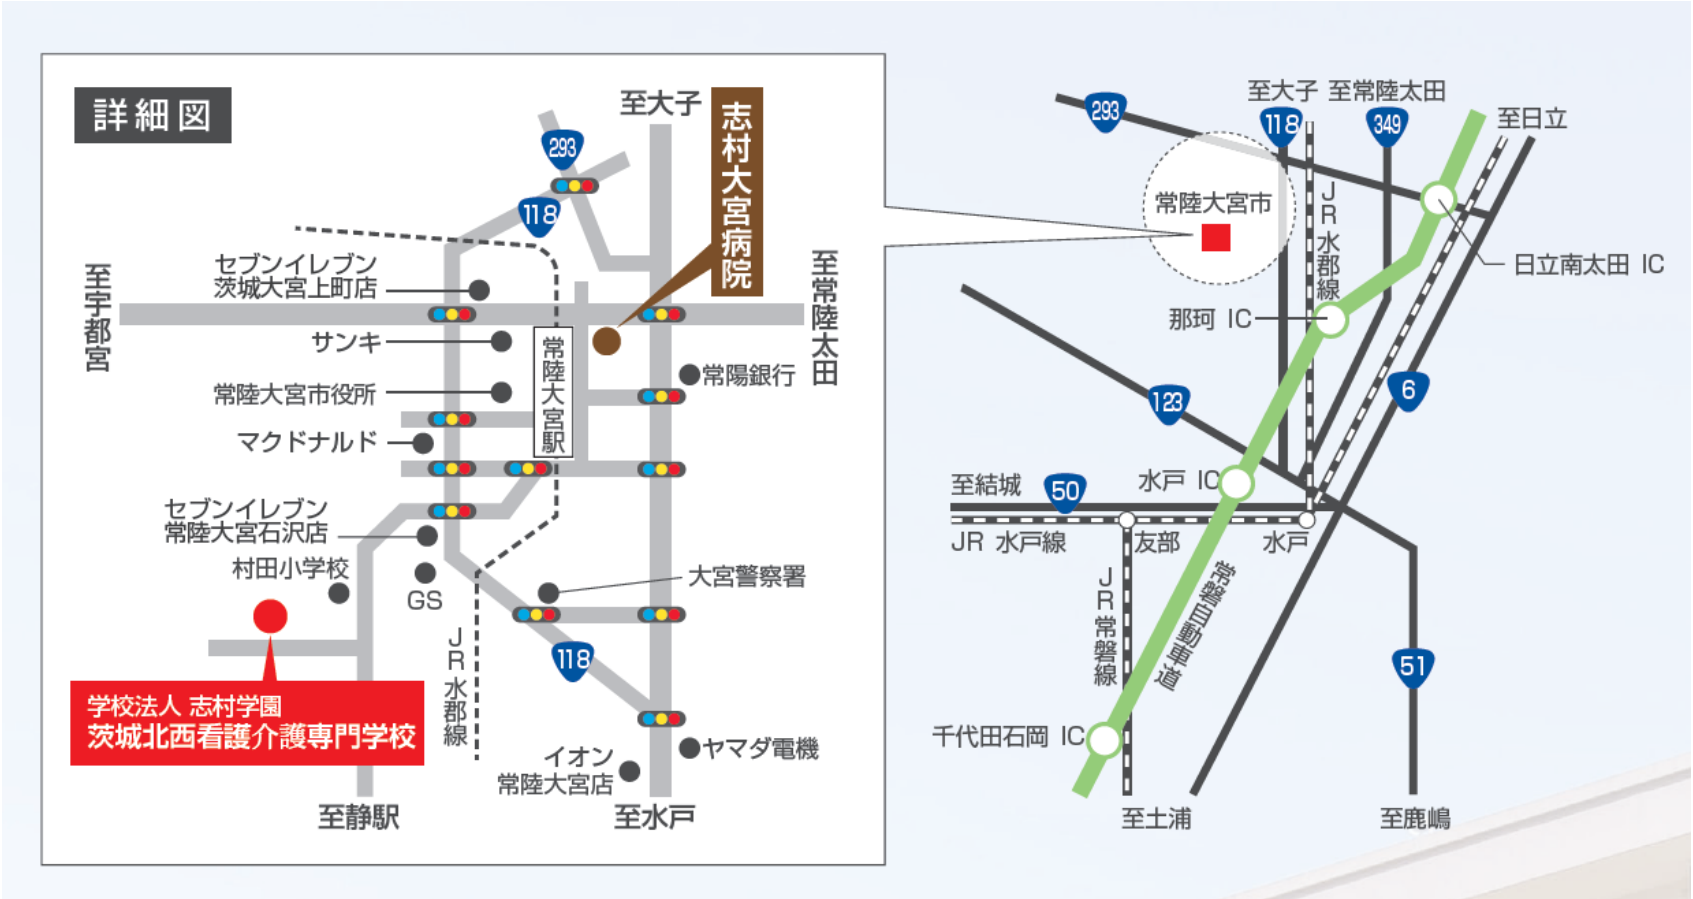 詳細図
至大子
志村大宮病院
293
118
至宇都宮
セブンイレブン
茨城大宮上町店
至常陸太田
サンキ
常陸大宮駅
常陽銀行
常陸大宮市役所
マクドナルド
セブンイレブン
常陸大宮石沢店
村田小学校
GS
大宮警察署
JR水郡線
118
学校法人 志村学園
茨城北西看護介護専門学校
イオン
常陸大宮店
ヤマダ電機
至静駅
至水戸
至大子
至常陸太田
293
118
349
至日立
常陸大宮市
JR水郡線
日立南太田 IC
那珂 IC
123
6
水戸 IC
至結城
50
JR 水戸線
友部
水戸
JR常磐線
常磐自動車道
51
千代田石岡 IC
至土浦
至鹿嶋